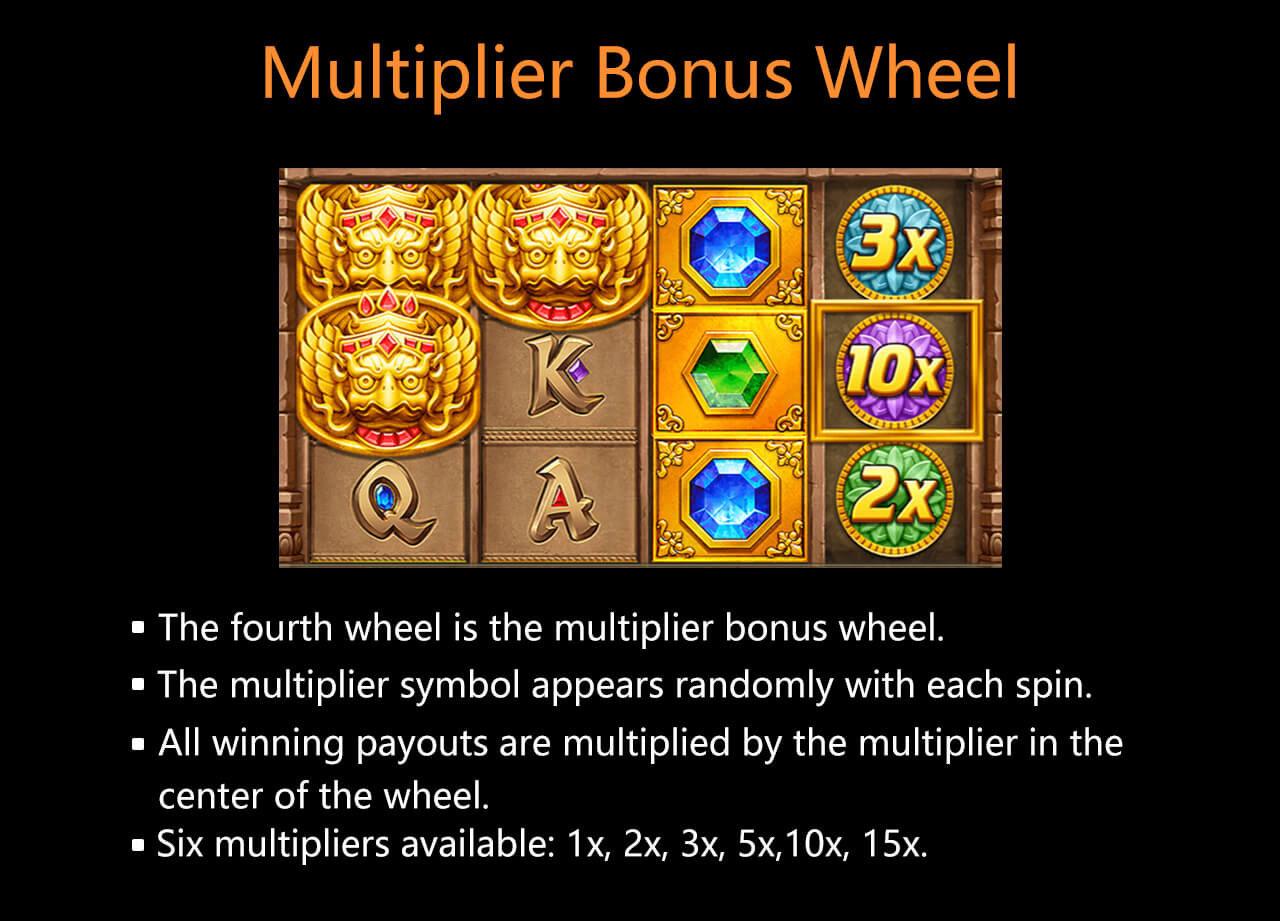 Multiplier Bonus Wheel
3x
K
10x
Q
A
2x
▪ The fourth wheel is the multiplier bonus wheel.
▪ The multiplier symbol appears randomly with each spin.
▪ All winning payouts are multiplied by the multiplier in the
center of the wheel.
▪ Six multipliers available: 1x, 2x, 3x, 5x,10x, 15x.